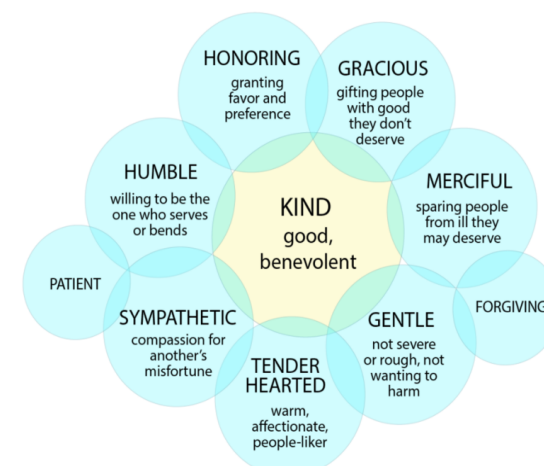 HONORING
granting
favor and
preference
GRACIOUS
gifting people
with good
they don't
deserve
HUMBLE
willing to be the
one who serves
or bends
KIND
good,
benevolent
MERCIFUL
sparing people
from ill they
may deserve
PATIENT
FORGIVING
SYMPATHETIC
compassion for
another's
misfortune
GENTLE
not severe
or rough, not
wanting to
harm
TENDER
HEARTED
warm,
affectionate,
people-liker